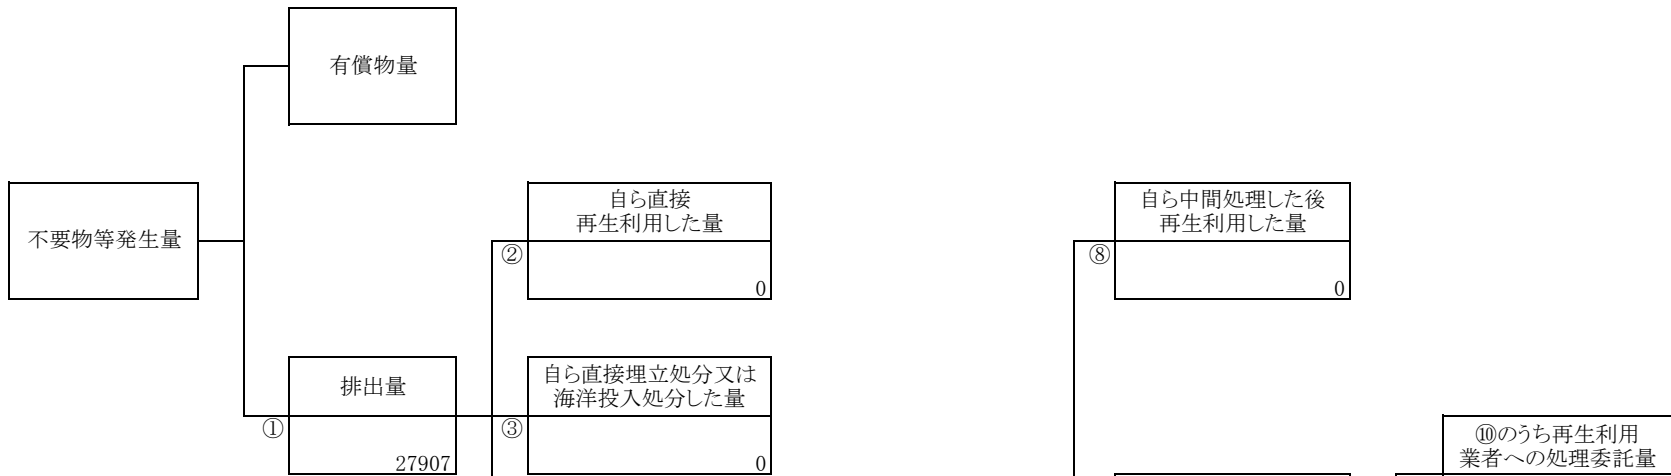 有償物量
不要物等発生量
自ら直接
再生利用した量
②
0
自ら中間処理した後
再生利用した量
⑧
0
排出量
①
27907
自ら直接埋立処分又は
海洋投入処分した量
③
0
⑩のうち再生利用
業者への処理委託量